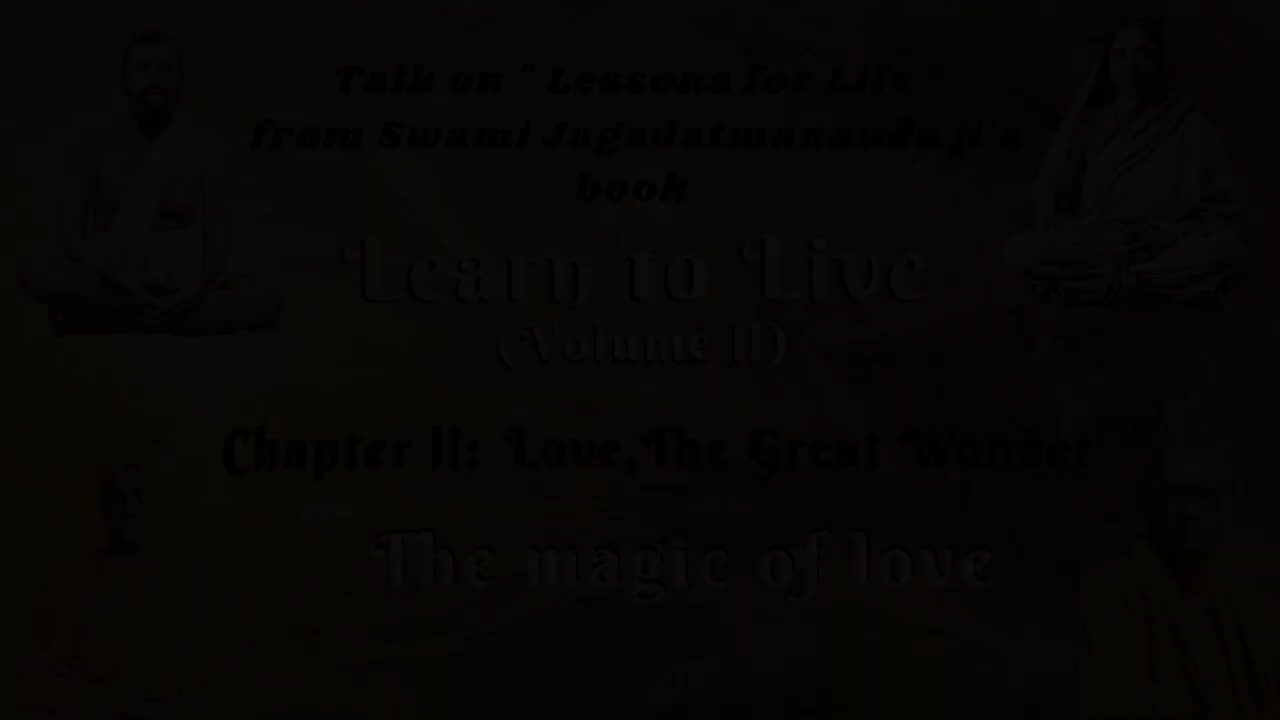 Talk on " Lessons for Life "
from Swami Jagadatmananda ji's
book
Learn to Live
(Volume II)
Chapter II: Love,The Great Wonder
The magic of love